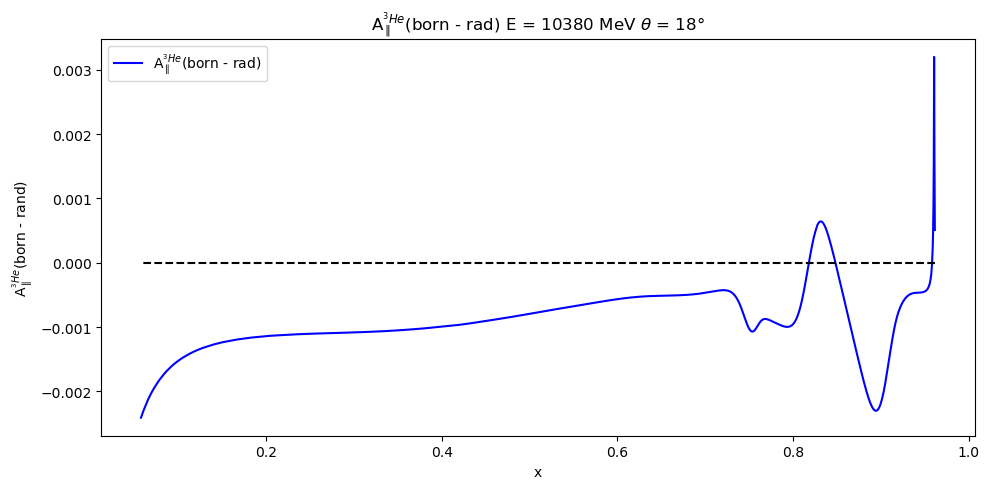 A∥^3He(born - rad) E = 10380 MeV θ = 18°
A∥^3He(born - rad)
A∥^3He(born - rand)
0.003
0.002
0.001
0.000
−0.001
−0.002
0.2 0.4 0.6 0.8 1.0
x